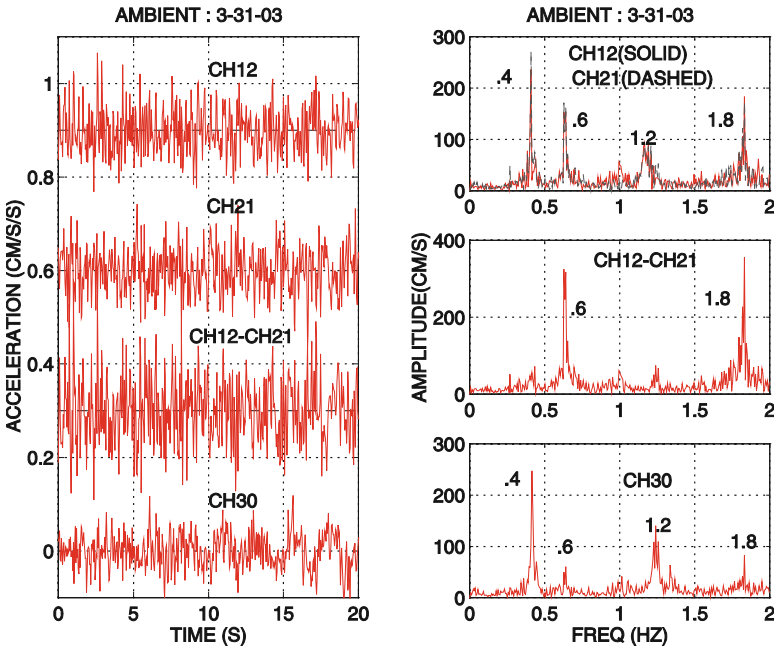 AMBIENT : 3-31-03
CH12
CH21
CH12-CH21
CH30
1
0.8
0.6
0.4
0.2
0
ACCELERATION (CM/S/S)
0 5 10 15 20
TIME (S)
AMBIENT : 3-31-03
CH12(SOLID)
CH21(DASHED)
.4
.6
1.2
1.8
300
200
100
0
0 0.5 1 1.5 2
CH12-CH21
.6
1.8
400
200
0
0 0.5 1 1.5 2
AMPLITUDE(CM/S)
CH30
.4
.6
1.2
1.8
300
200
100
0
0 0.5 1 1.5 2
FREQ (HZ)